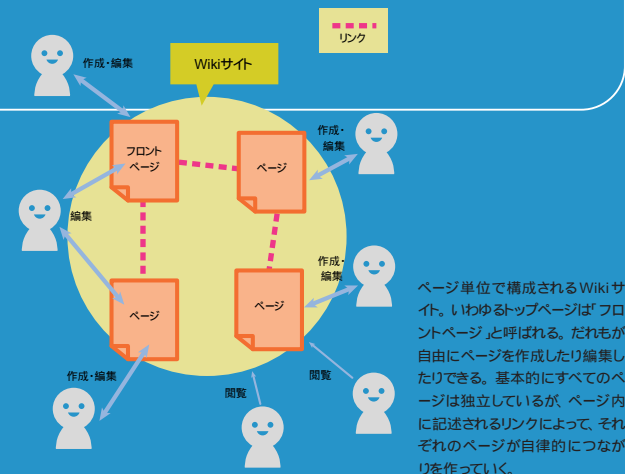 リンク
Wikiサイト
作成・編集
フロント
ページ
ページ
作成・
編集
編集
作成・
編集
ページ
ページ
作成・編集
閲覧
閲覧
ページ単位で構成されるWikiサ
イト。いわゆるトップページは「フロ
ントページ」と呼ばれる。だれもが
自由にページを作成したり編集し
たりできる。基本的にすべてのペ
ージは独立しているが、ページ内
に記述されるリンクによって、それ
ぞれのページが自律的につなが
りを作っていく。